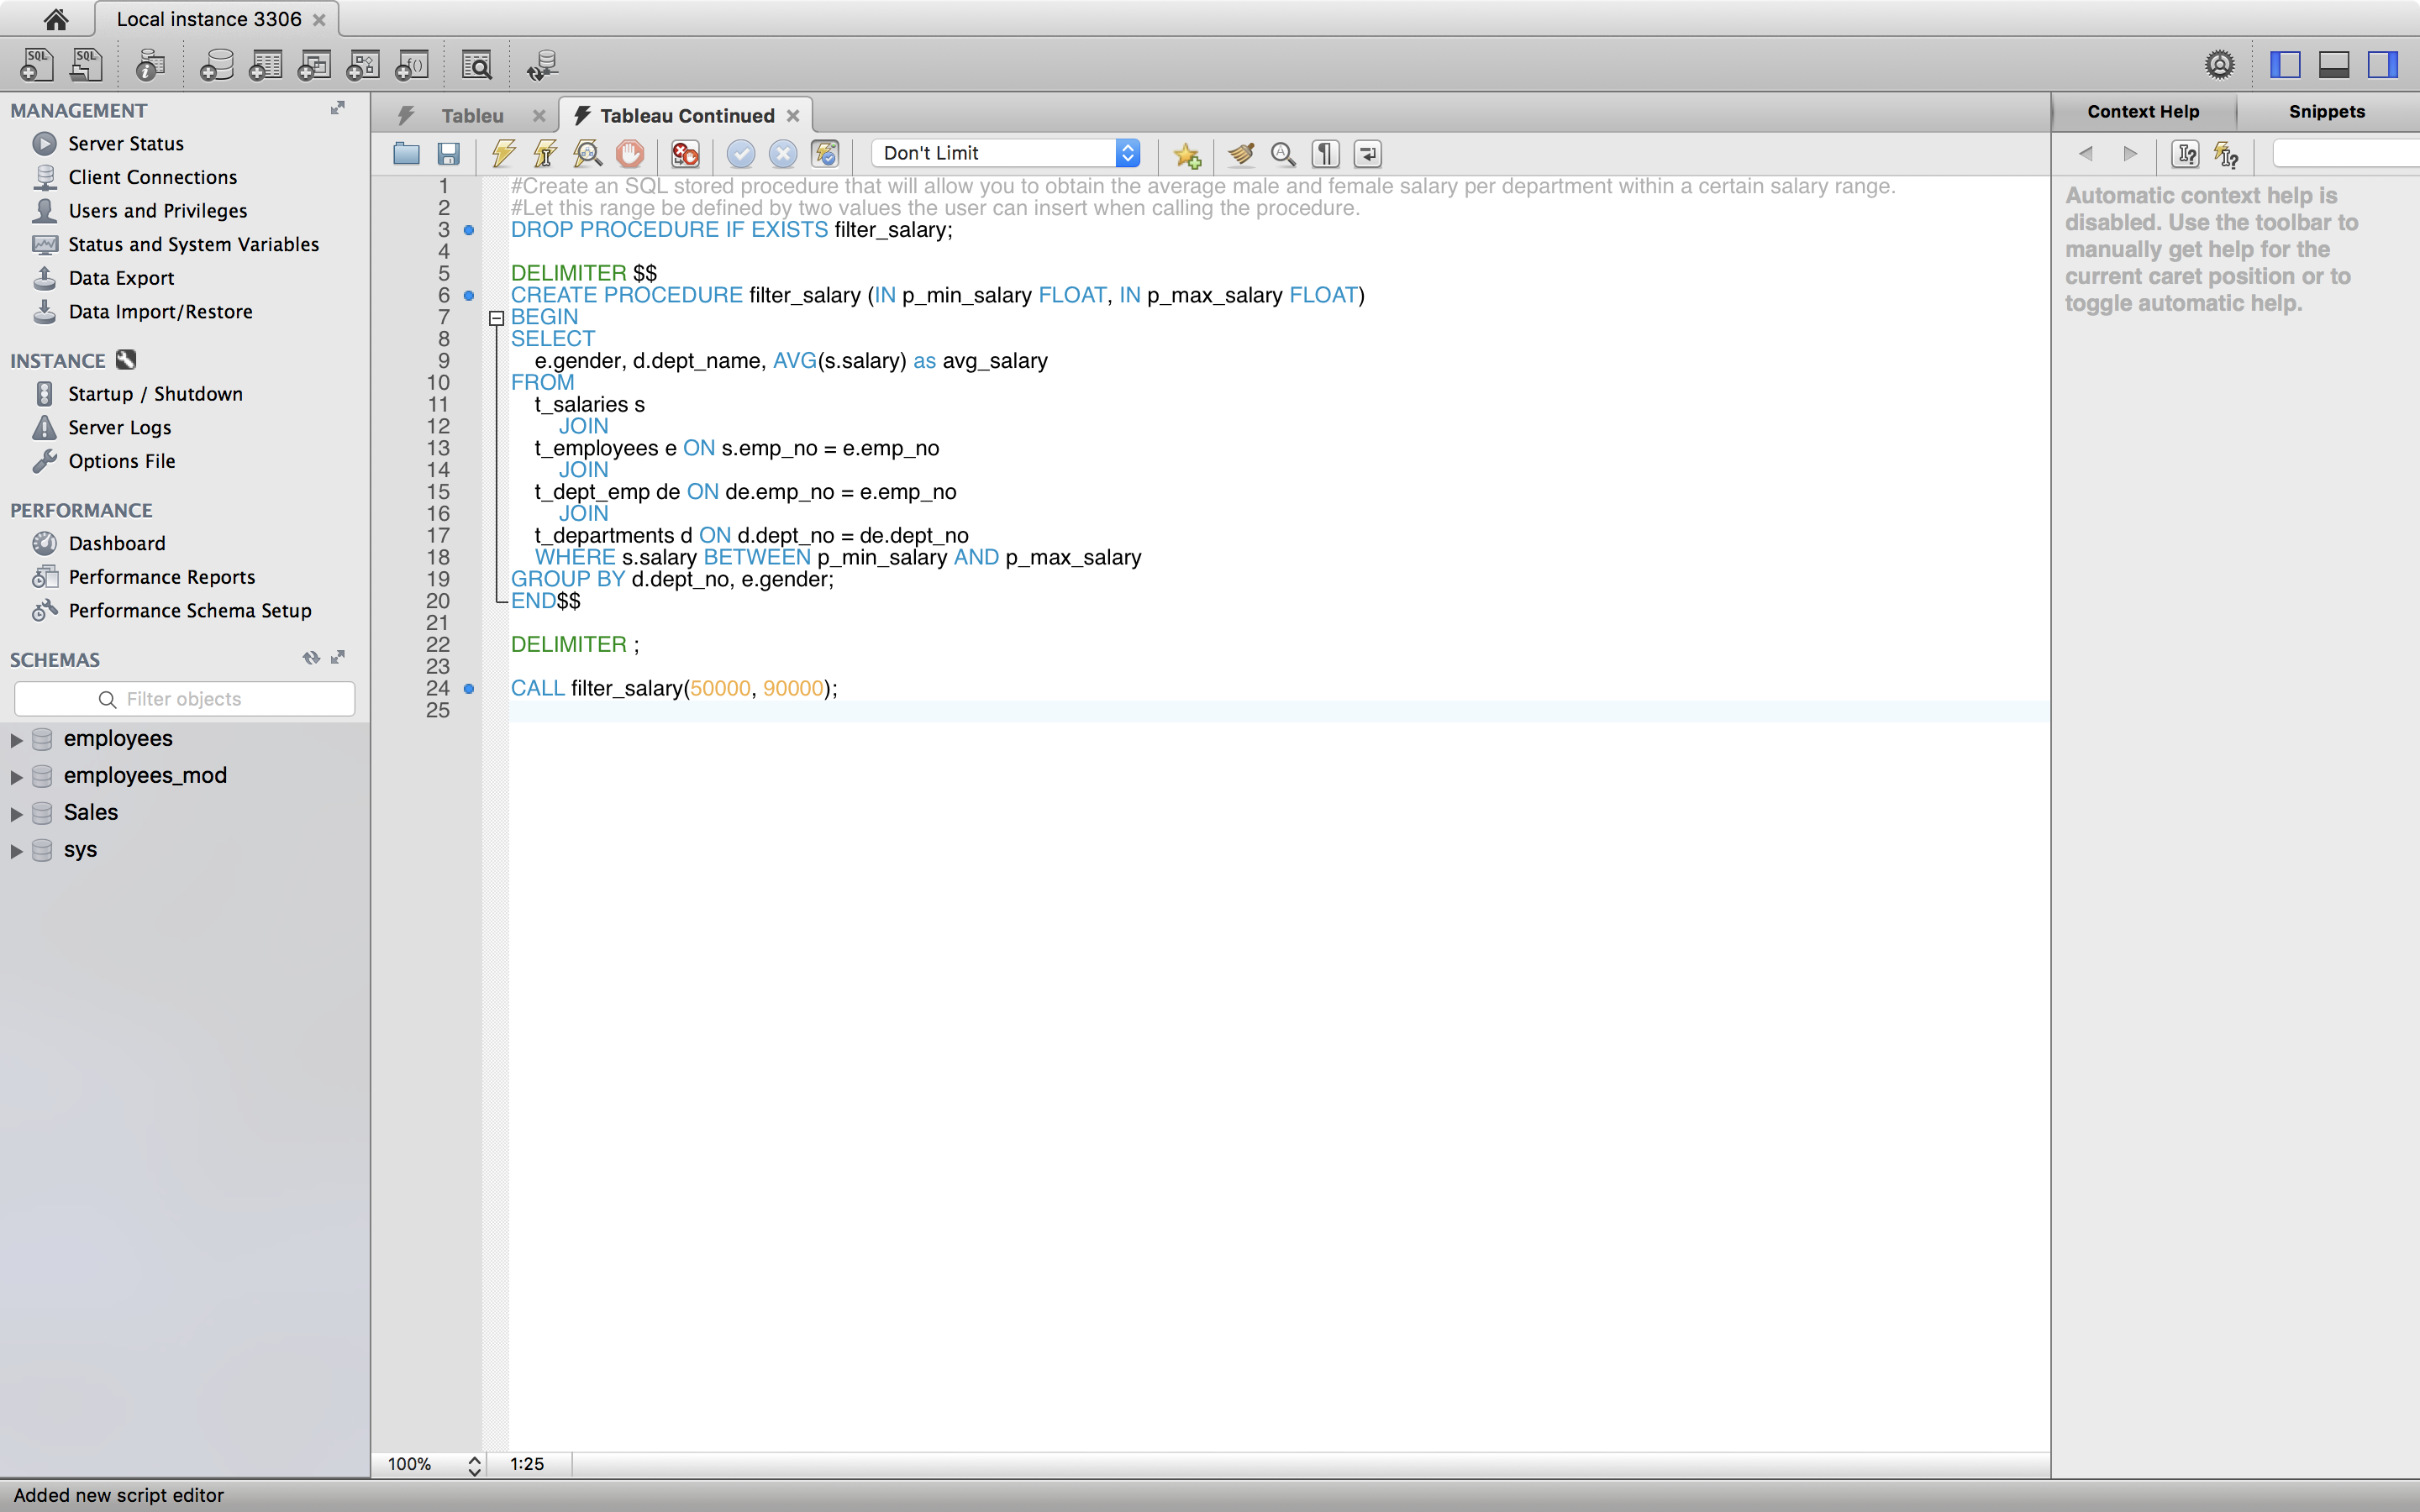 Local instance 3306
MANAGEMENT
Server Status
Client Connections
Users and Privileges
Status and System Variables
Data Export
Data Import/Restore
INSTANCE
Startup / Shutdown
Server Logs
Options File
PERFORMANCE
Dashboard
Performance Reports
Performance Schema Setup
SCHEMAS
Filter objects
employees
employees_mod
Sales
sys
Tableu
Tableau Continued
Don't Limit
1 #Create an SQL stored procedure that will allow you to obtain the average male and female salary per department within a certain salary range.
2 #Let this range be defined by two values the user can insert when calling the procedure.
3 DROP PROCEDURE IF EXISTS filter_salary;
4
5 DELIMITER $$
6 CREATE PROCEDURE filter_salary (IN p_min_salary FLOAT, IN p_max_salary FLOAT)
7 BEGIN
8 SELECT
9 e.gender, d.dept_name, AVG(s.salary) as avg_salary
10 FROM
11 t_salaries s
12 JOIN
13 t_employees e ON s.emp_no = e.emp_no
14 JOIN
15 t_dept_emp de ON de.emp_no = e.emp_no
16 JOIN
17 t_departments d ON d.dept_no = de.dept_no
18 WHERE s.salary BETWEEN p_min_salary AND p_max_salary
19 GROUP BY d.dept_no, e.gender;
20 END$$
21
22 DELIMITER ;
23
24 CALL filter_salary(50000, 90000);
25
100%
1:25
Context Help
Snippets
Automatic context help is
disabled. Use the toolbar to
manually get help for the
current caret position or to
toggle automatic help.
Added new script editor